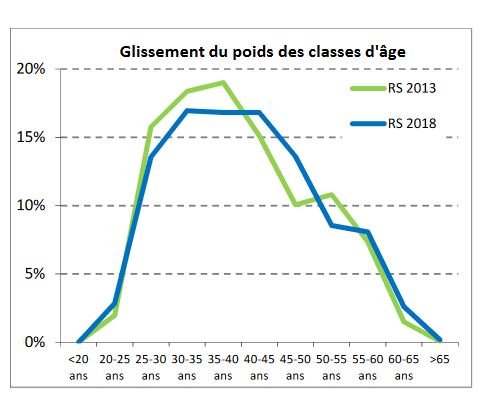 Glissement du poids des classes d'âge
20%
15%
10%
5%
0%
RS 2013
RS 2018
<20 20-25 25-30 30-35 35-40 40-45 45-50 50-55 55-60 60-65 >65
ans ans ans ans ans ans ans ans ans ans ans